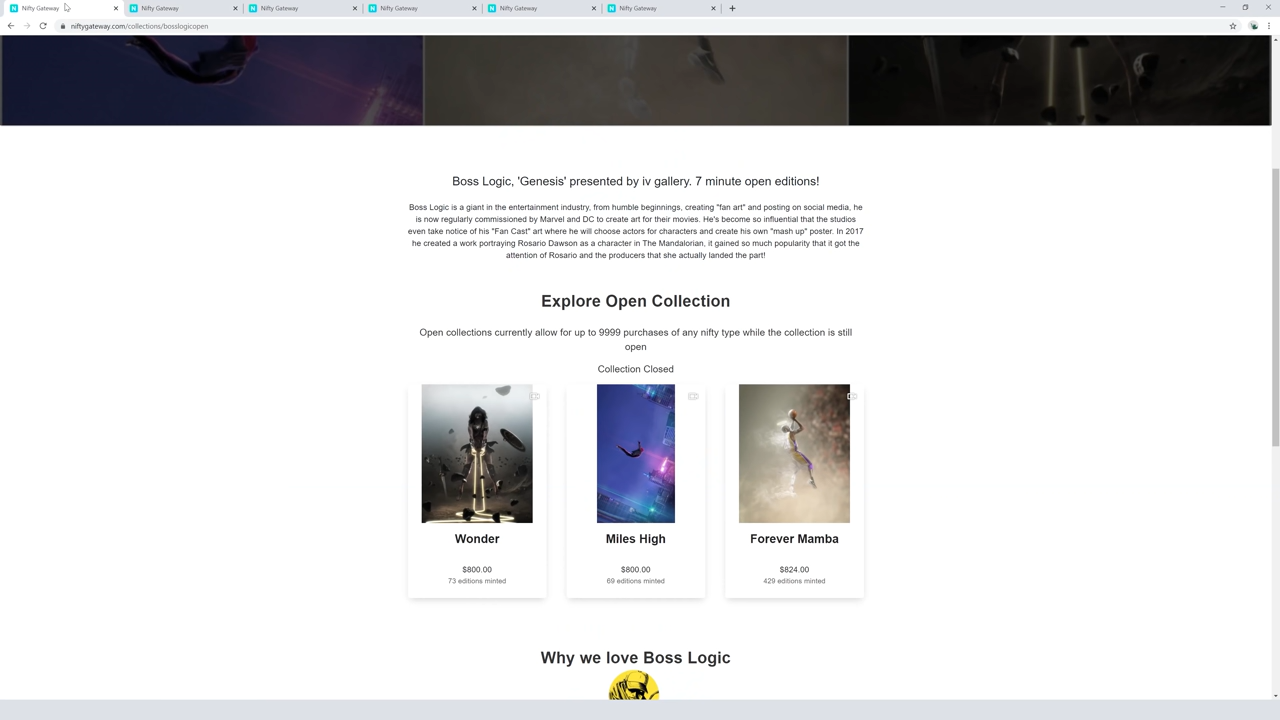 Nifty Gateway
Nifty Gateway
Nifty Gateway
Nifty Gateway
Nifty Gateway
Nifty Gateway
niftygateway.com/collections/bosslogicopen
Boss Logic, 'Genesis' presented by iv gallery. 7 minute open editions!
Boss Logic is a giant in the entertainment industry, from humble beginnings, creating "fan art" and posting on social media, he
is now regularly commissioned by Marvel and DC to create art for their movies. He's become so influential that the studios
even take notice of his "Fan Cast" art where he will choose actors for characters and create his own "mash up" poster. In 2017
he created a work portraying Rosario Dawson as a character in The Mandalorian, it gained so much popularity that it got the
attention of Rosario and the producers that she actually landed the part!
Explore Open Collection
Open collections currently allow for up to 9999 purchases of any nifty type while the collection is still
open
Collection Closed
Wonder
$800.00
73 editions minted
Miles High
$800.00
69 editions minted
Forever Mamba
$824.00
429 editions minted
Why we love Boss Logic